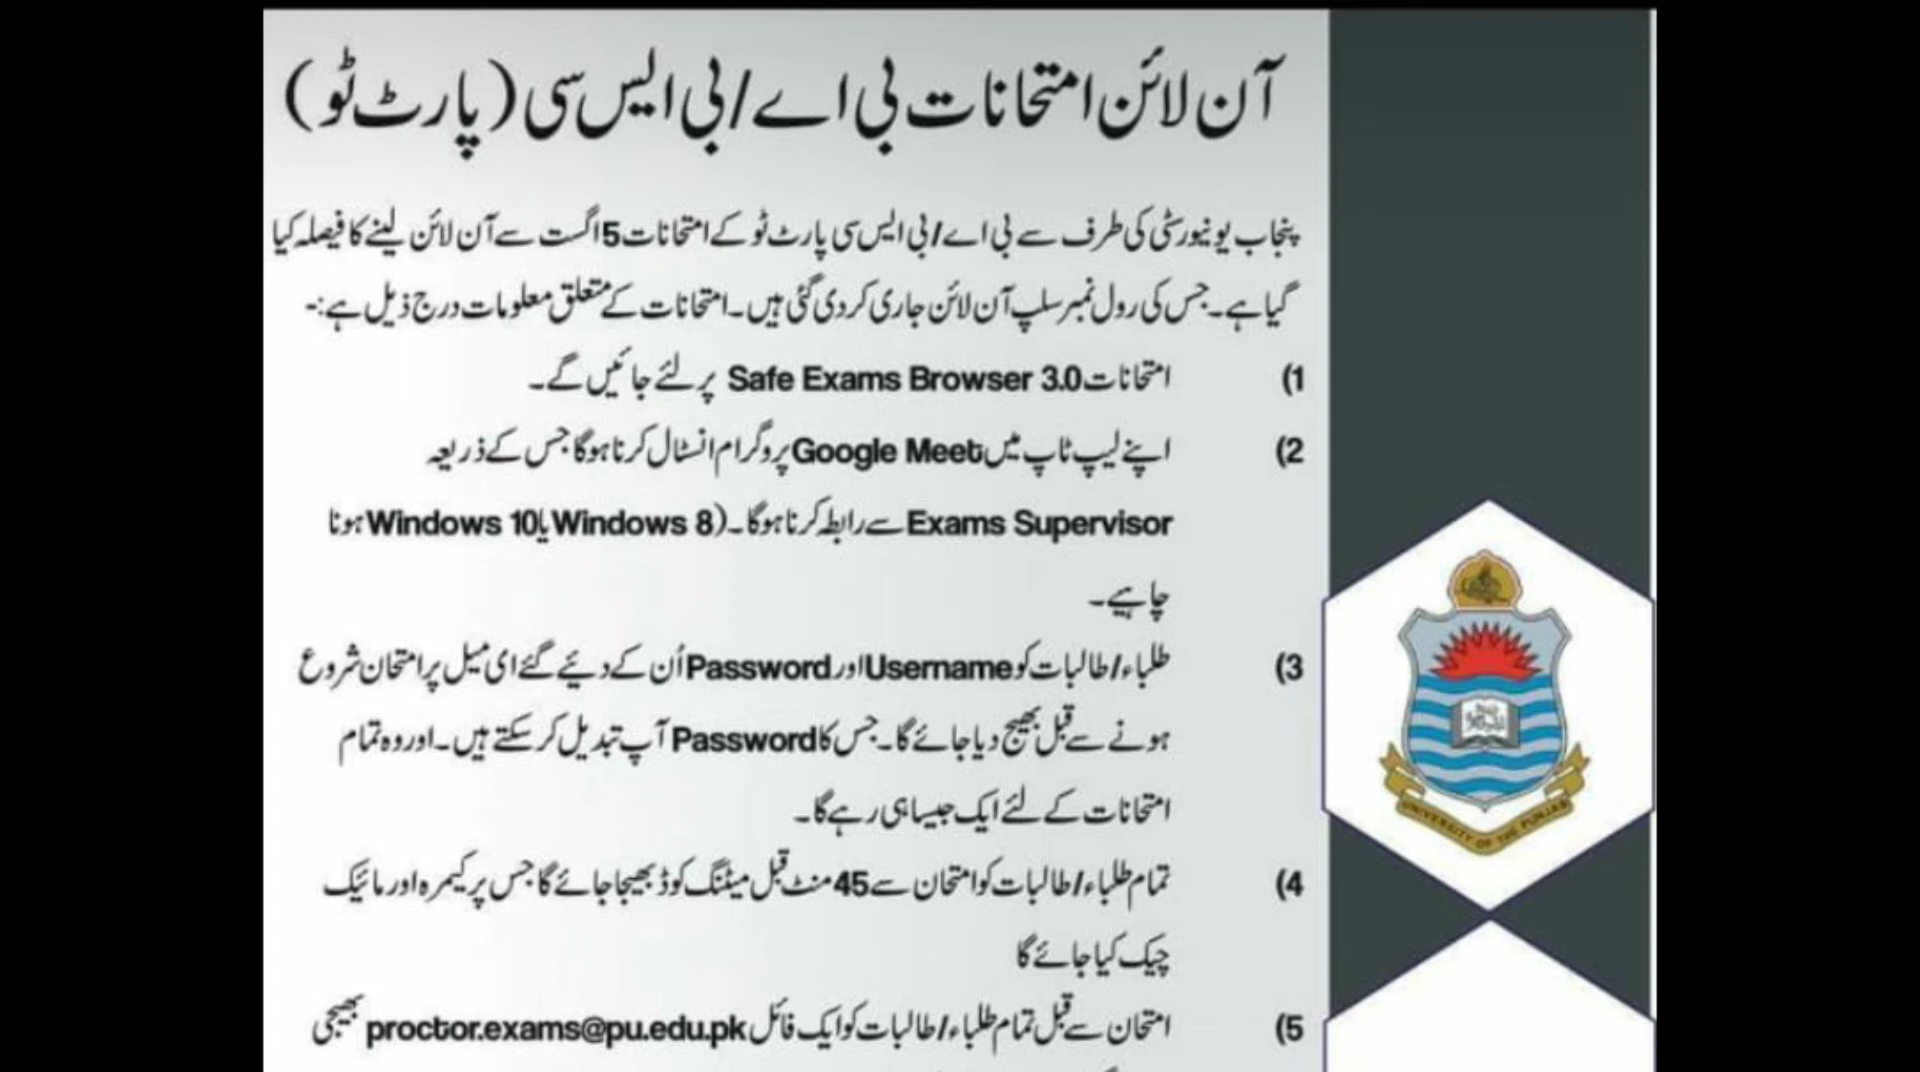 آن لائن امتحانات بی اے/بی ایس سی (پارٹ ٹو)
پنجاب یونیورسٹی کی طرف سے بی اے/بی ایس سی پارٹ ٹو کے امتحانات 5 اگست سے آن لائن لینے کا فیصلہ کیا
گیا ہے۔ جس کی رول نمبر سلپ آن لائن جاری کر دی گئی ہیں۔ امتحانات کے متعلق معلومات درج ذیل ہے:-
(1 امتحانات Safe Exams Browser 3.0 پر لئے جائیں گے۔
(2 اپنے لیپ ٹاپ میں Google Meet پروگرام انسٹال کرنا ہوگا جس کے ذریعہ
Exams Supervisor سے رابطہ کرنا ہوگا۔ (Windows 8 یا Windows 10 ہونا
چاہیے۔
(3 طلباء/طالبات کو Username اور Password اُن کے دیئے گئے ای میل پر امتحان شروع
ہونے سے قبل بھیج دیا جائے گا۔ جس کا Password آپ تبدیل کر سکتے ہیں۔ اور وہ تمام
امتحانات کے لئے ایک جیسا ہی رہے گا۔
(4 تمام طلباء/طالبات کو امتحان سے 45 منٹ قبل میٹنگ کوڈ بھیجا جائے گا جس پر کیمرہ اور مائیک
چیک کیا جائے گا
(5 امتحان سے قبل تمام طلباء/طالبات کو ایک فائل proctor.exams@pu.edu.pk بھیجی
UNIVERSITY OF THE PUNJAB